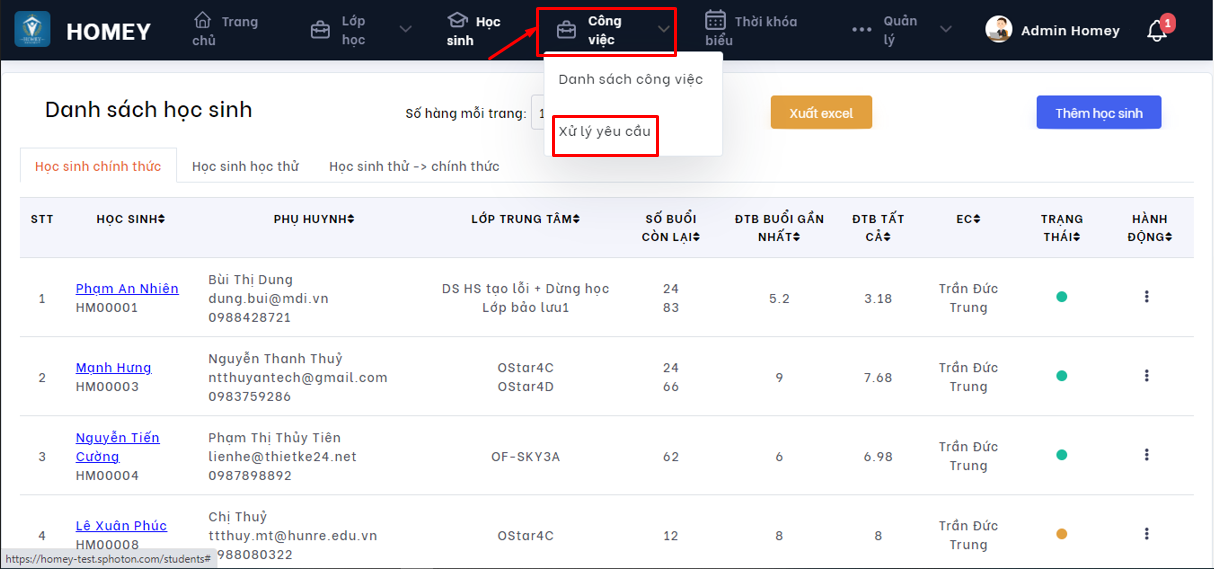 HOMEY
Trang
chủ
Lớp
học
Học
sinh
Công
việc
Thời khóa
biểu
Quản
lý
Admin Homey
1
Danh sách công việc
Xử lý yêu cầu
Danh sách học sinh
Số hàng mỗi trang: 1
Xuất excel
Thêm học sinh
Học sinh chính thức Học sinh học thử Học sinh thử -> chính thức
STT HỌC SINH PHỤ HUYNH LỚP TRUNG TÂM SỐ BUỔI ĐTB BUỔI GẦN ĐTB TẤT EC TRẠNG HÀNH
CÒN LẠI NHẤT CẢ THÁI ĐỘNG
1
Phạm An Nhiên
HM00001
Bùi Thị Dung
dung.bui@mdi.vn
0988428721
DS HS tạo lỗi + Dừng học
Lớp bảo lưu1
24
83
5.2
3.18
Trần Đức
Trung
2
Mạnh Hưng
HM00003
Nguyễn Thanh Thuỷ
ntthuyantech@gmail.com
0983759286
OStar4C
OStar4D
24
66
9
7.68
Trần Đức
Trung
3
Nguyễn Tiến
Cường
HM00004
Phạm Thị Thủy Tiên
lienhe@thietke24.net
0987898892
OF-SKY3A
62
6
6.98
Trần Đức
Trung
4
Lê Xuân Phúc
HM00008
Chị Thuỷ
ttthuy.mt@hunre.edu.vn
988080322
OStar4C
12
8
8
Trần Đức
Trung
https://homey-test.sphoton.com/students#